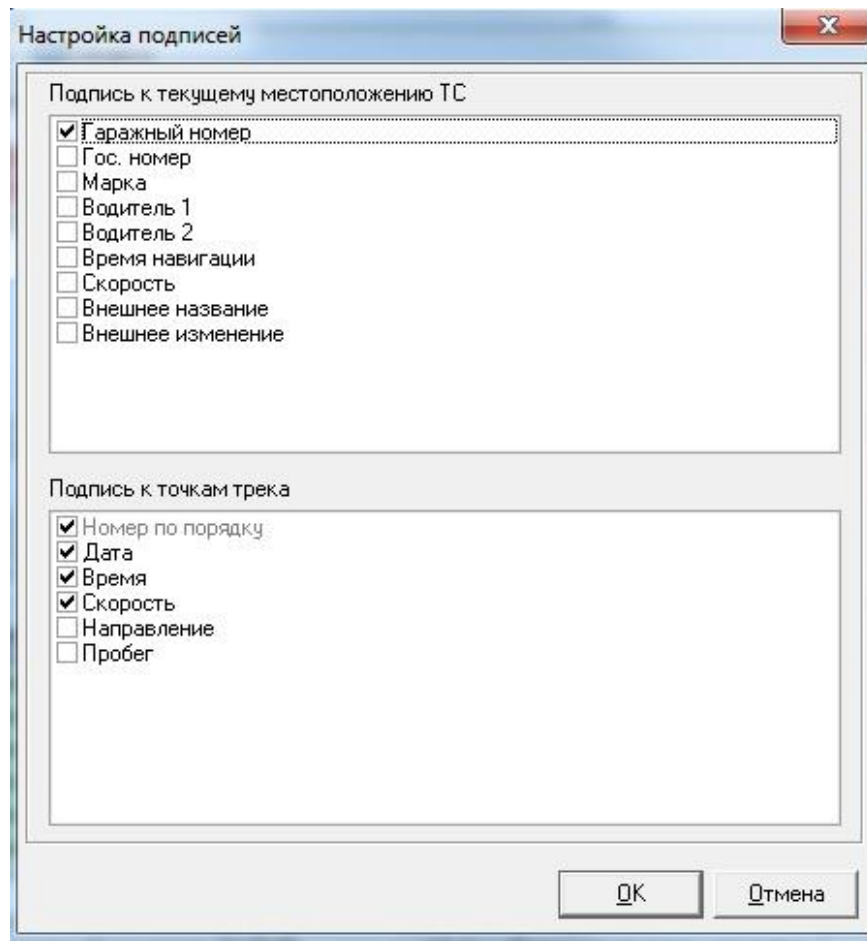 Настройка подписей
Подпись к текущему местоположению ТС
Гаражный номер
Гос. номер
Марка
Водитель 1
Водитель 2
Время навигации
Скорость
Внешнее название
Внешнее изменение
Подпись к точкам трека
Номер по порядку
Дата
Время
Скорость
Направление
Пробег
OK Отмена